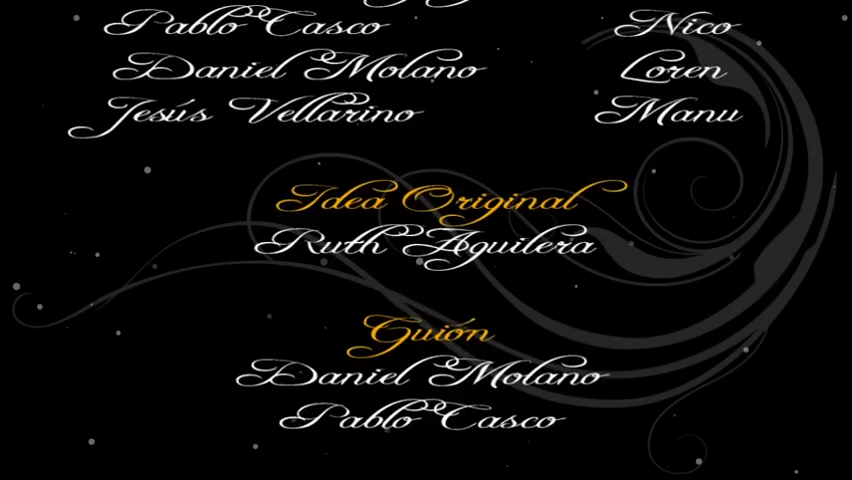 Pablo Casco Nico
Daniel Molano Loren
Jesús Vellarino Manu
Idea Original
Ruth Aguilera
Guión
Daniel Molano
Pablo Casco